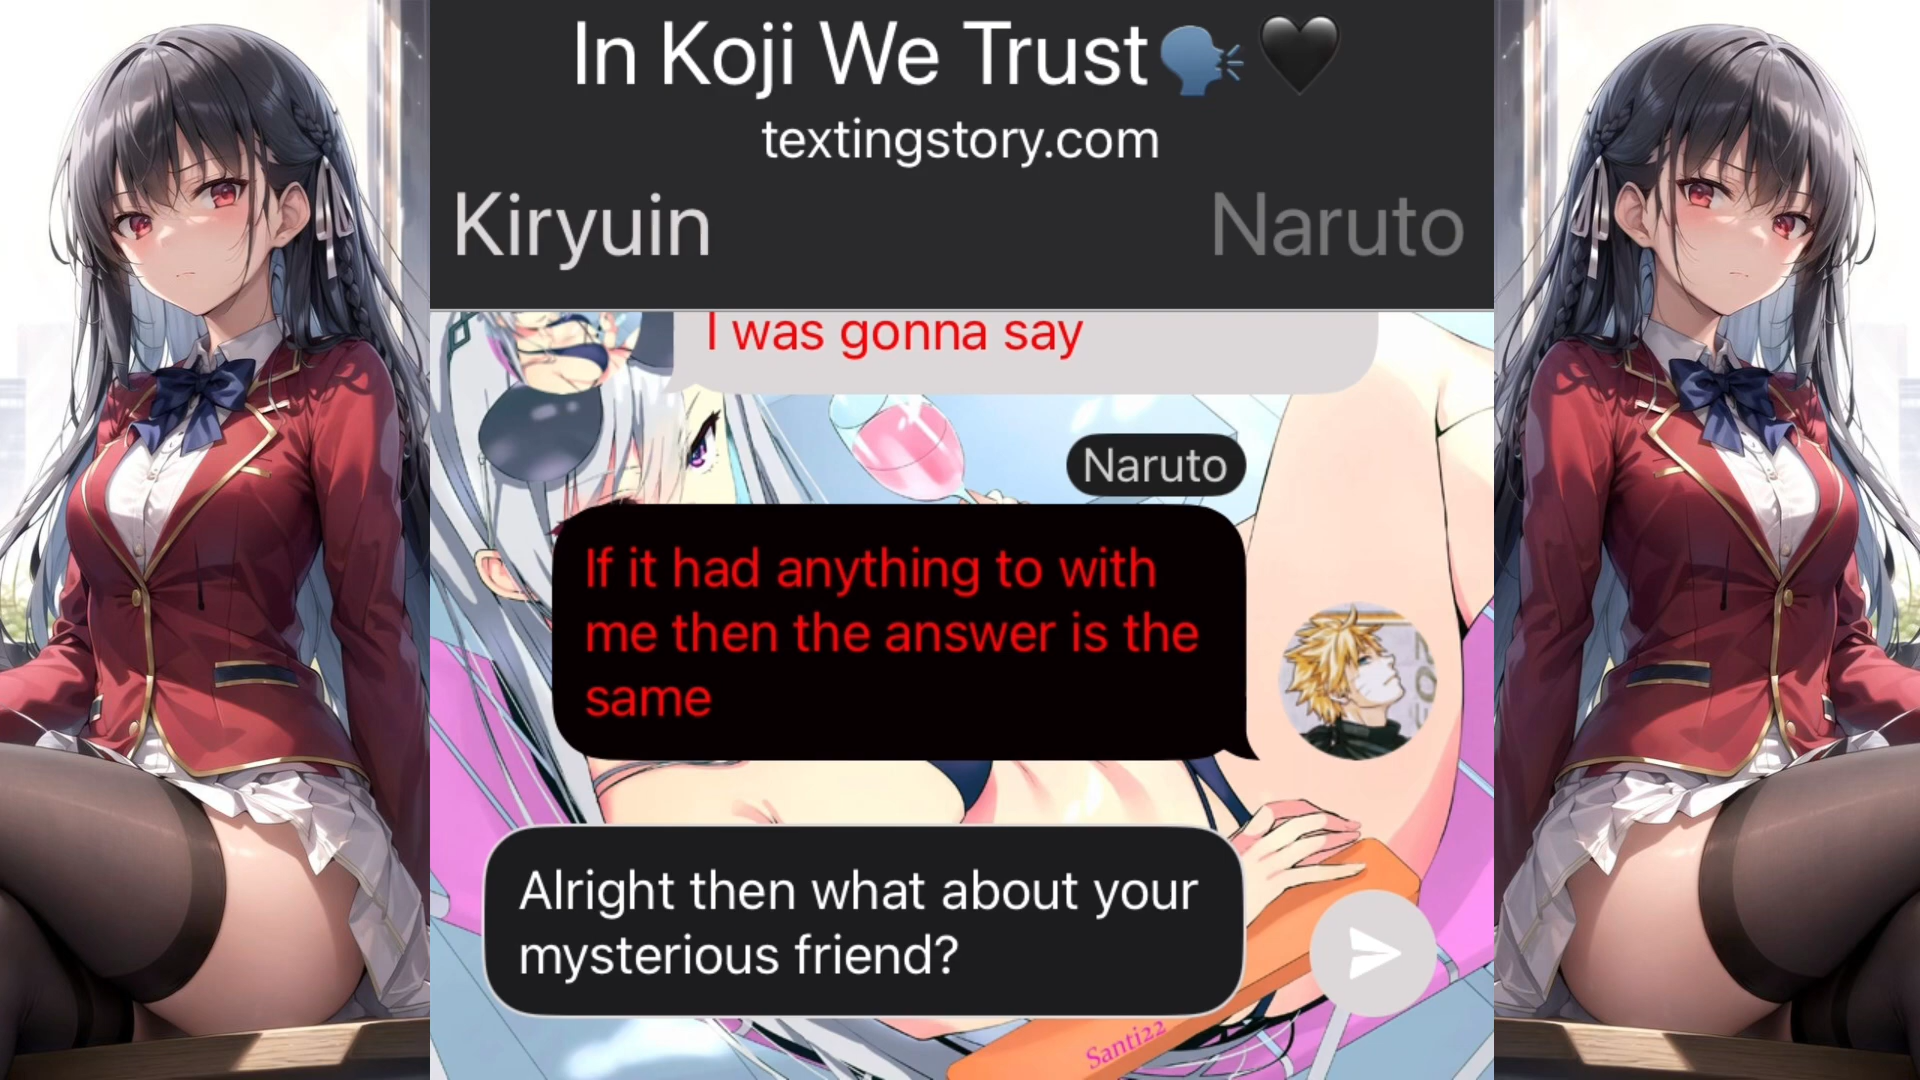 In Koji We Trust🗣️🖤
textingstory.com
Kiryuin
Naruto
I was gonna say
Naruto
If it had anything to with
me then the answer is the
same
Alright then what about your
mysterious friend?
Santi22